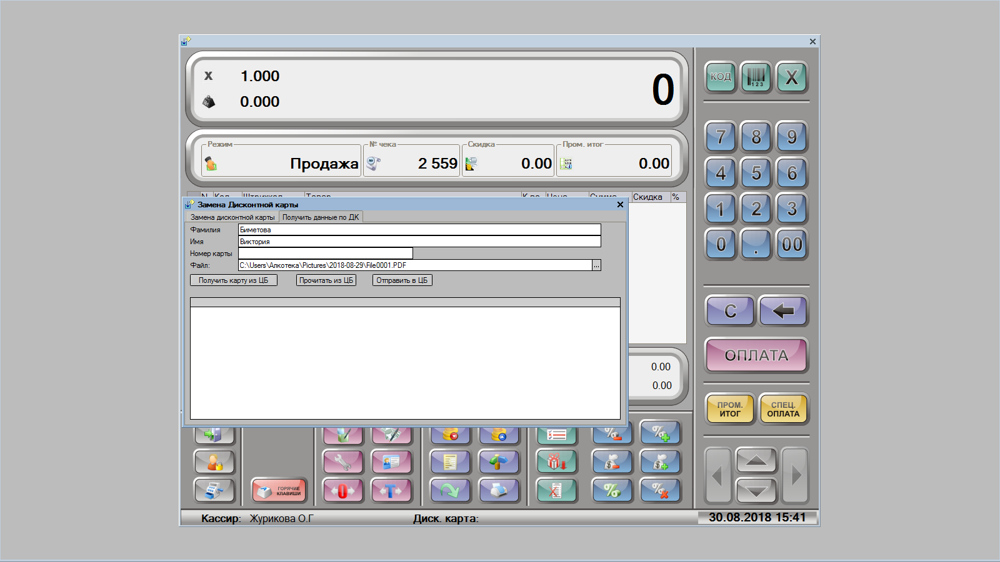 X 1.000
0
0.000
КОД
123
X
Режим
№ чека
Скидка
Пром. итог
Продажа
2 559
0.00
0.00
7 8 9
4 5 6
1 2 3
0 . 00
N Код Штрихкод Товар Сумма Скидка %
Замена Дисконтной карты
Замена дисконтной карты
Получить данные по ДК
Фамилия Биметова
Имя Виктория
Номер карты
Файл: C:\Users\Алкотека\Pictures\2018-08-29\File0001.PDF ...
Получить карту из ЦБ
Прочитать из ЦБ
Отправить в ЦБ
C
ОПЛАТА
0.00
0.00
ПРОМ.
ИТОГ
СПЕЦ.
ОПЛАТА
ГОРЯЧИЕ
КЛАВИШИ
0
T
Кассир: Журикова О.Г
Диск. карта:
30.08.2018 15:41